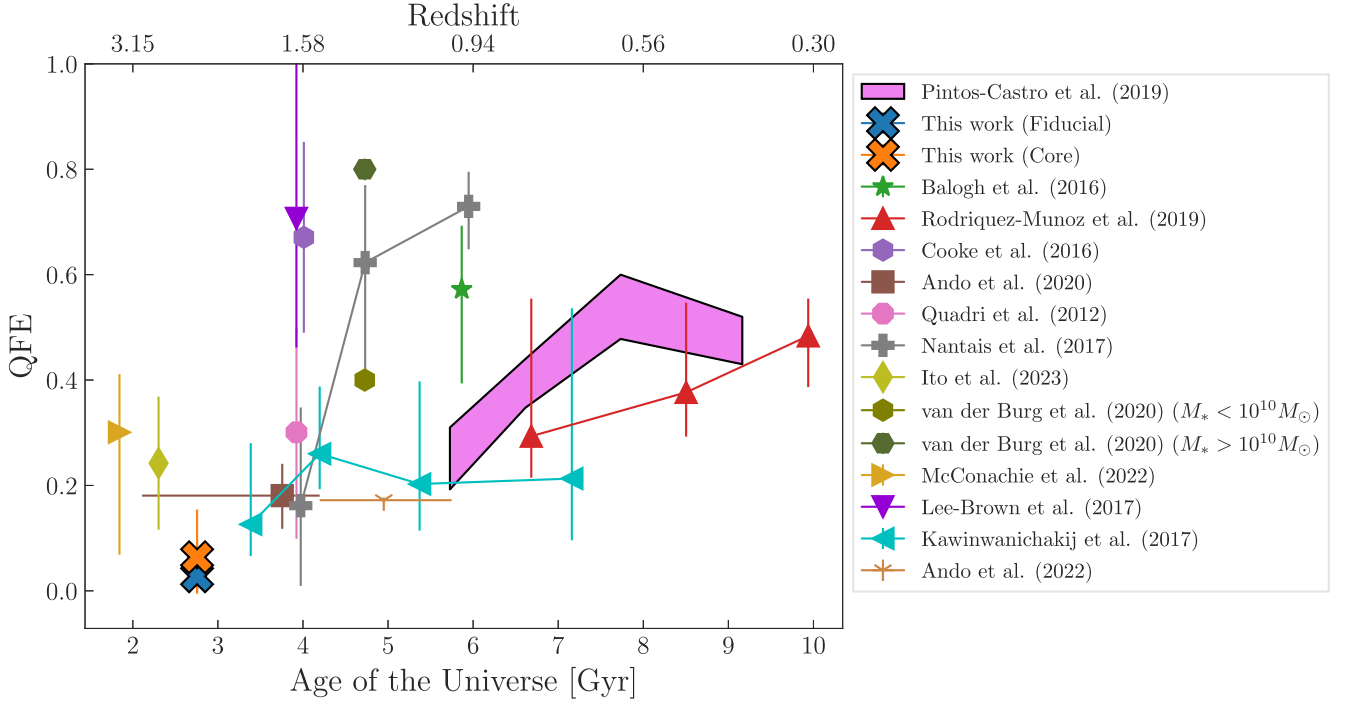 Redshift
3.15 1.58 0.94 0.56 0.30
1.0
0.8
0.6
0.4
0.2
0.0
QFE
2 3 4 5 6 7 8 9 10
Age of the Universe [Gyr]
Pintos-Castro et al. (2019)
This work (Fiducial)
This work (Core)
Balogh et al. (2016)
Rodriquez-Munoz et al. (2019)
Cooke et al. (2016)
Ando et al. (2020)
Quadri et al. (2012)
Nantais et al. (2017)
Ito et al. (2023)
van der Burg et al. (2020) (M* < 10¹⁰M⊙)
van der Burg et al. (2020) (M* > 10¹⁰M⊙)
McConachie et al. (2022)
Lee-Brown et al. (2017)
Kawinwanichakij et al. (2017)
Ando et al. (2022)